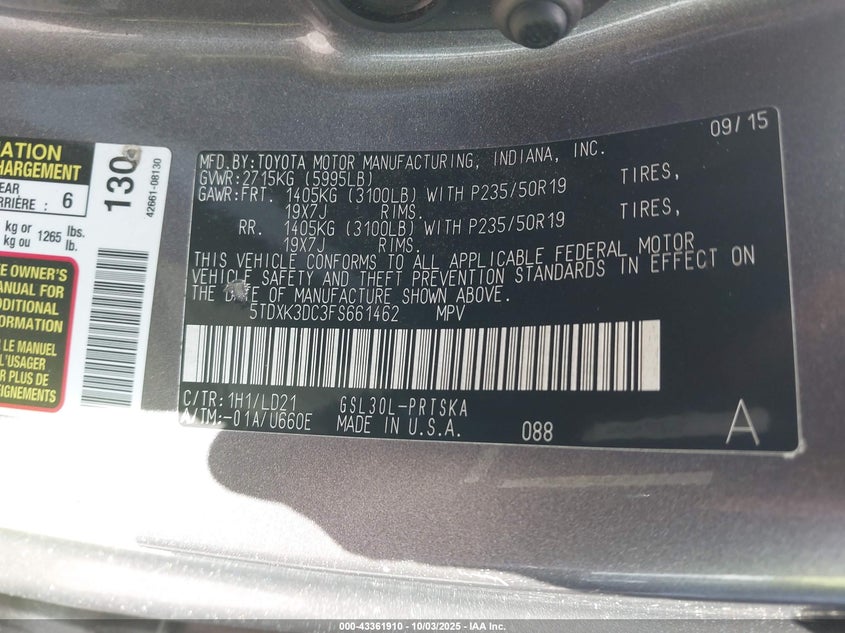 ATION
CHARGEMENT
EAR
ARRIÈRE : 6
kg or 1265 lbs.
kg ou lb.
E OWNER'S
MANUAL FOR
ADDITIONAL
FORMATION
LE MANUEL
L'USAGER
R PLUS DE
EIGNEMENTS
130
42661-08130
09/15
MFD.BY:TOYOTA MOTOR MANUFACTURING, INDIANA, INC.
GVWR:2715KG (5995LB)
GAWR:FRT. 1405KG (3100LB) WITH P235/50R19 TIRES,
19X7J RIMS.
RR. 1405KG (3100LB) WITH P235/50R19 TIRES,
19X7J RIMS.
THIS VEHICLE CONFORMS TO ALL APPLICABLE FEDERAL MOTOR
VEHICLE SAFETY AND THEFT PREVENTION STANDARDS IN EFFECT ON
THE DATE OF MANUFACTURE SHOWN ABOVE.
5TDXK3DC3FS661462 MPV
C/TR:1H1/LD21 GSL30L-PRTSKA
A/TM:-01A/U660E MADE IN U.S.A. 088 A
000-43361910 - 10/03/2025 - IAA Inc.